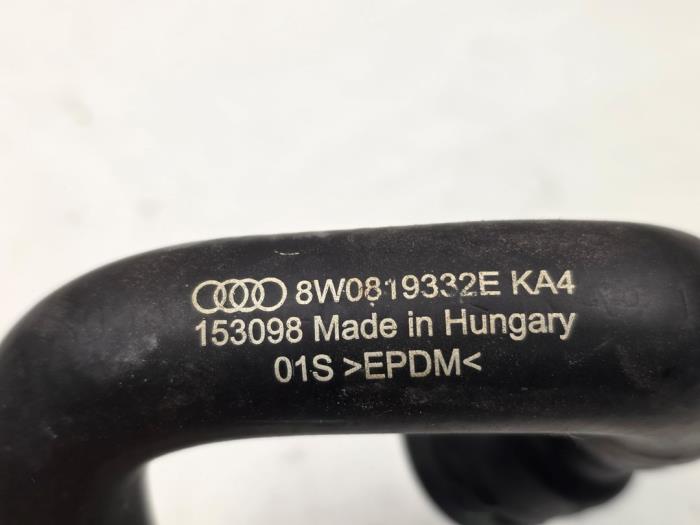 8W0819332E KA4
153098 Made in Hungary
01S >EPDM<